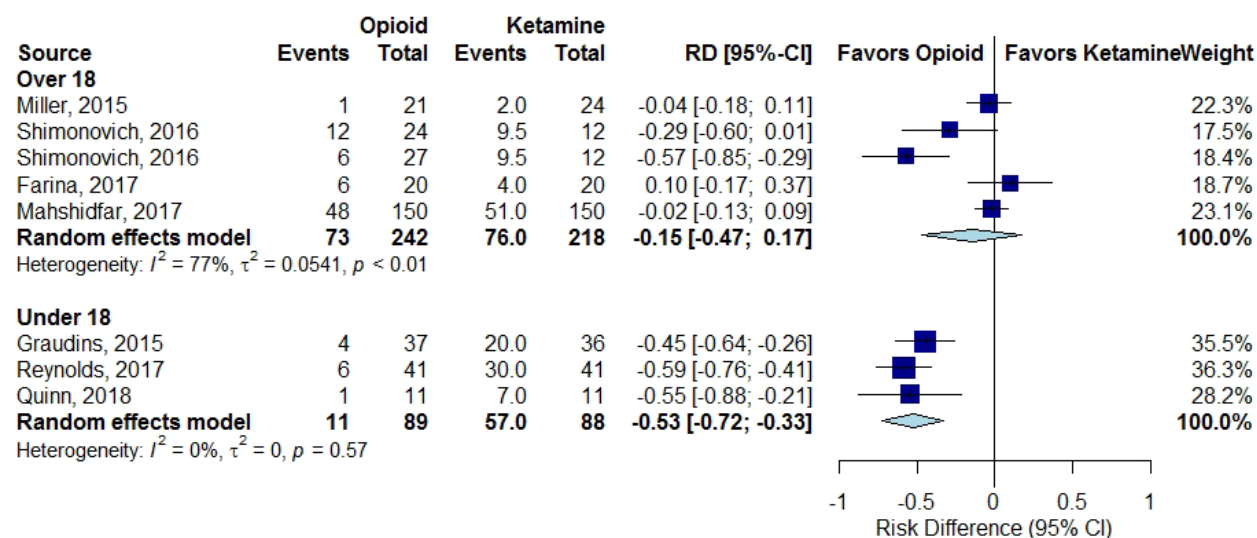 Opioid Ketamine
Source Events Total Events Total RD [95%-CI] Favors Opioid Favors KetamineWeight
Over 18
Miller, 2015 1 21 2.0 24 -0.04 [-0.18; 0.11] 22.3%
Shimonovich, 2016 12 24 9.5 12 -0.29 [-0.60; 0.01] 17.5%
Shimonovich, 2016 6 27 9.5 12 -0.57 [-0.85; -0.29] 18.4%
Farina, 2017 6 20 4.0 20 0.10 [-0.17; 0.37] 18.7%
Mahshidfar, 2017 48 150 51.0 150 -0.02 [-0.13; 0.09] 23.1%
Random effects model 73 242 76.0 218 -0.15 [-0.47; 0.17] 100.0%
Heterogeneity: I² = 77%, τ² = 0.0541, p < 0.01
Under 18
Graudins, 2015 4 37 20.0 36 -0.45 [-0.64; -0.26] 35.5%
Reynolds, 2017 6 41 30.0 41 -0.59 [-0.76; -0.41] 36.3%
Quinn, 2018 1 11 7.0 11 -0.55 [-0.88; -0.21] 28.2%
Random effects model 11 89 57.0 88 -0.53 [-0.72; -0.33] 100.0%
Heterogeneity: I² = 0%, τ² = 0, p = 0.57
-1 -0.5 0 0.5 1
Risk Difference (95% CI)